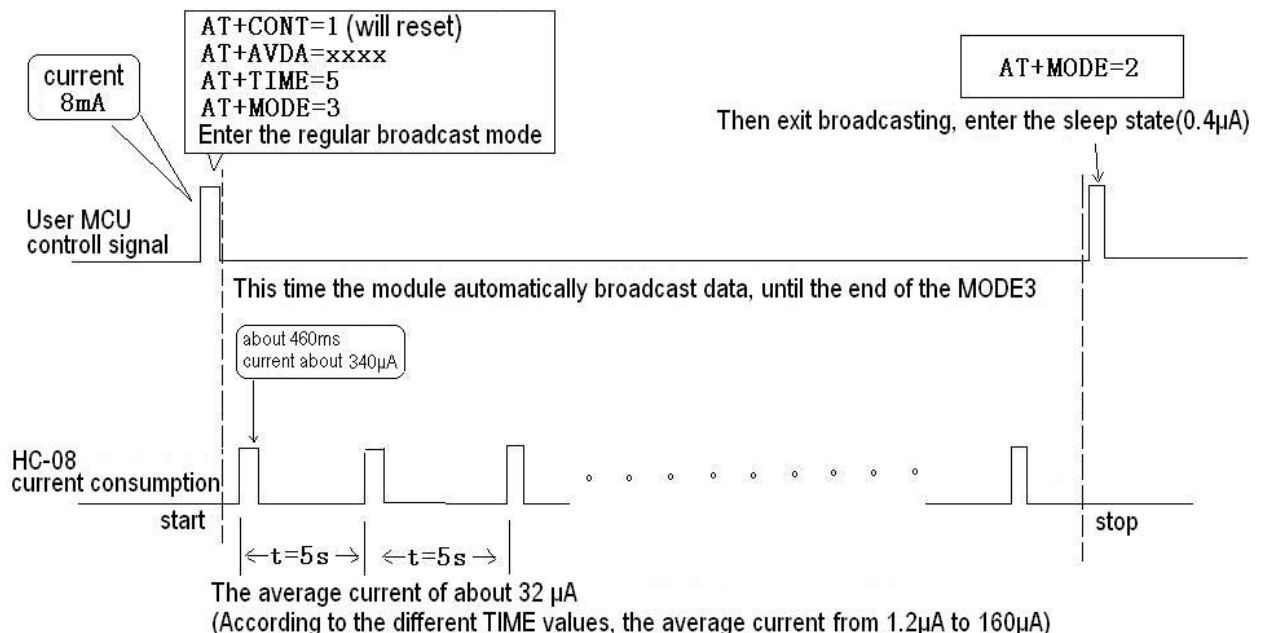 AT+CONT=1 (will reset)
AT+AVDA=xxxx
AT+TIME=5
AT+MODE=3
Enter the regular broadcast mode
current
8mA
AT+MODE=2
Then exit broadcasting, enter the sleep state(0.4µA)
User MCU
controll signal
This time the module automatically broadcast data, until the end of the MODE3
about 460ms
current about 340µA
HC-08
current consumption
start
stop
t=5s
t=5s
The average current of about 32 µA
(According to the different TIME values, the average current from 1.2µA to 160µA)